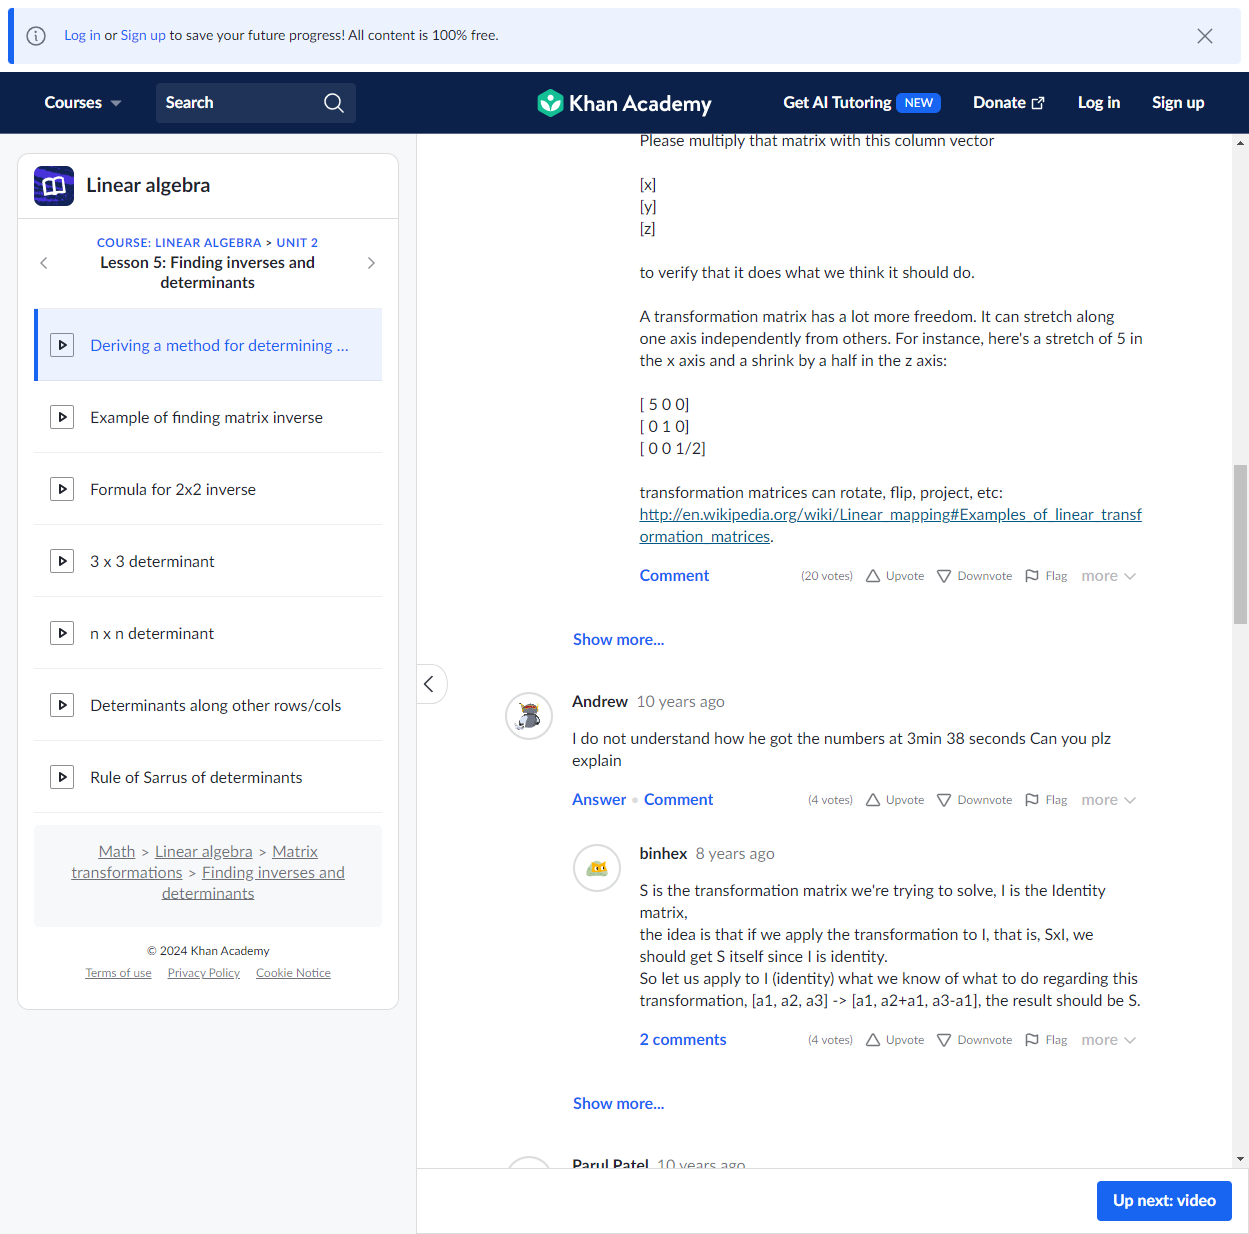 Log in or Sign up to save your future progress! All content is 100% free.
Courses
Search
Khan Academy
Get AI Tutoring NEW
Donate
Log in
Sign up
Linear algebra
COURSE: LINEAR ALGEBRA > UNIT 2
Lesson 5: Finding inverses and
determinants
Deriving a method for determining ...
Example of finding matrix inverse
Formula for 2x2 inverse
3 x 3 determinant
n x n determinant
Determinants along other rows/cols
Rule of Sarrus of determinants
Math > Linear algebra > Matrix
transformations > Finding inverses and
determinants
© 2024 Khan Academy
Terms of use Privacy Policy Cookie Notice
Please multiply that matrix with this column vector
[x]
[y]
[z]
to verify that it does what we think it should do.
A transformation matrix has a lot more freedom. It can stretch along
one axis independently from others. For instance, here's a stretch of 5 in
the x axis and a shrink by a half in the z axis:
[ 5 0 0]
[ 0 1 0]
[ 0 0 1/2]
transformation matrices can rotate, flip, project, etc:
http://en.wikipedia.org/wiki/Linear_mapping#Examples_of_linear_transf
ormation_matrices.
Comment (20 votes) Upvote Downvote Flag more
Show more...
Andrew 10 years ago
I do not understand how he got the numbers at 3min 38 seconds Can you plz
explain
Answer • Comment (4 votes) Upvote Downvote Flag more
binhex 8 years ago
S is the transformation matrix we're trying to solve, I is the Identity
matrix,
the idea is that if we apply the transformation to I, that is, SxI, we
should get S itself since I is identity.
So let us apply to I (identity) what we know of what to do regarding this
transformation, [a1, a2, a3] -> [a1, a2+a1, a3-a1], the result should be S.
2 comments (4 votes) Upvote Downvote Flag more
Show more...
Parul Patel 10 years ago
Up next: video